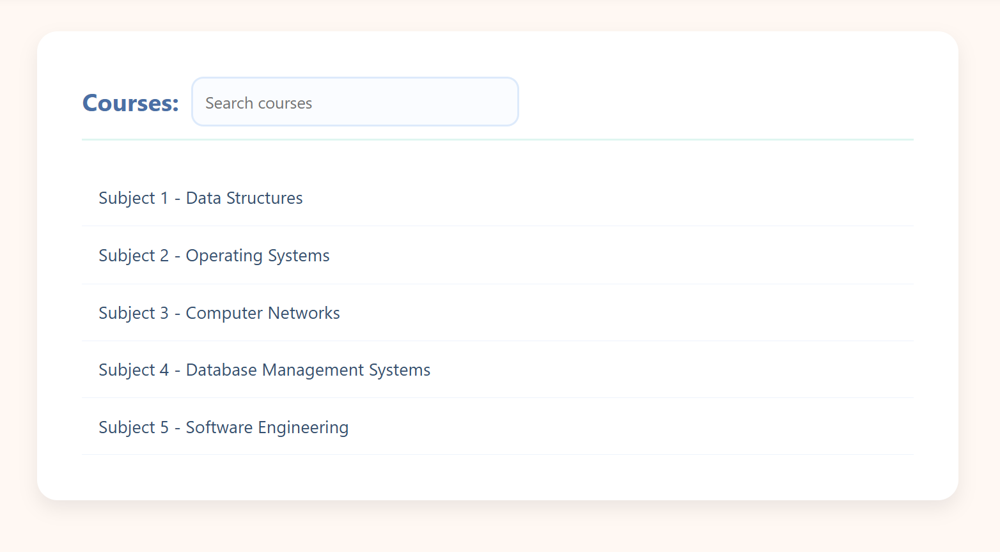 Courses: Search courses
Subject 1 - Data Structures
Subject 2 - Operating Systems
Subject 3 - Computer Networks
Subject 4 - Database Management Systems
Subject 5 - Software Engineering